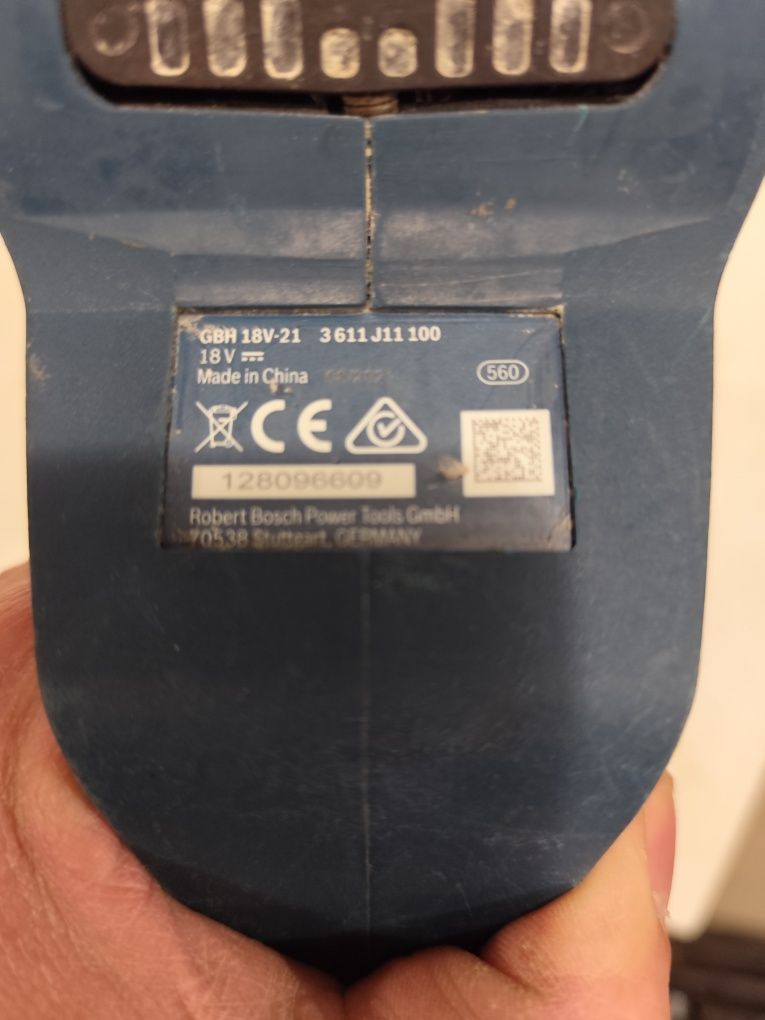 GBH 18V-21 3 611 J11 100
18 V
Made in China
560
CE
128096609
Robert Bosch Power Tools GmbH
70538 Stuttgart, GERMANY